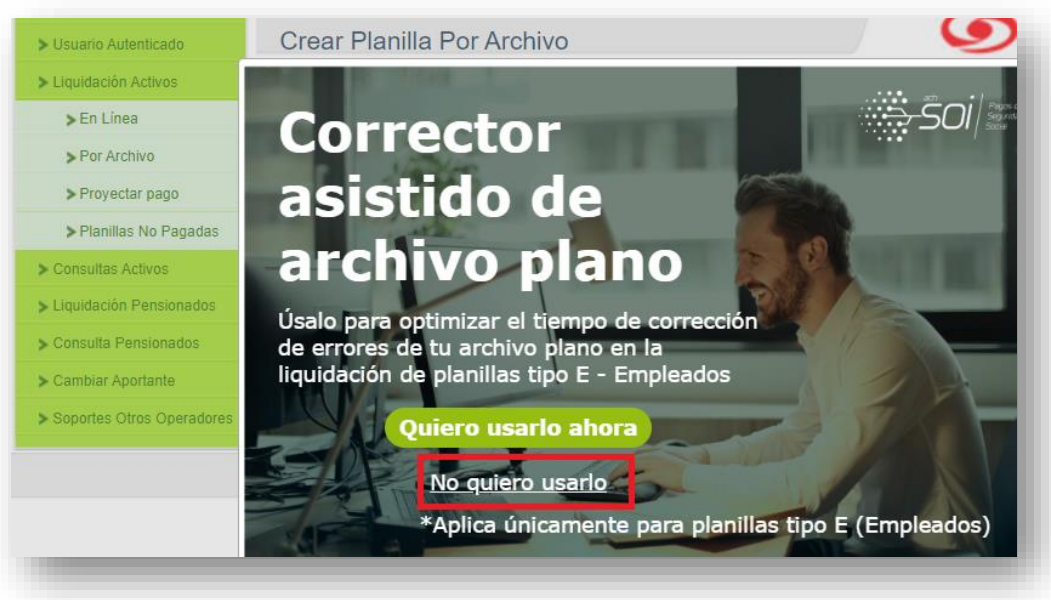 Usuario Autenticado
Liquidación Activos
En Línea
Por Archivo
Proyectar pago
Planillas No Pagadas
Consultas Activos
Liquidación Pensionados
Consulta Pensionados
Cambiar Aportante
Soportes Otros Operadores
Crear Planilla Por Archivo
ach
SOI
Pagos
Social
Corrector
asistido de
archivo plano
Úsalo para optimizar el tiempo de corrección
de errores de tu archivo plano en la
liquidación de planillas tipo E - Empleados
Quiero usarlo ahora
No quiero usarlo
*Aplica únicamente para planillas tipo E (Empleados)